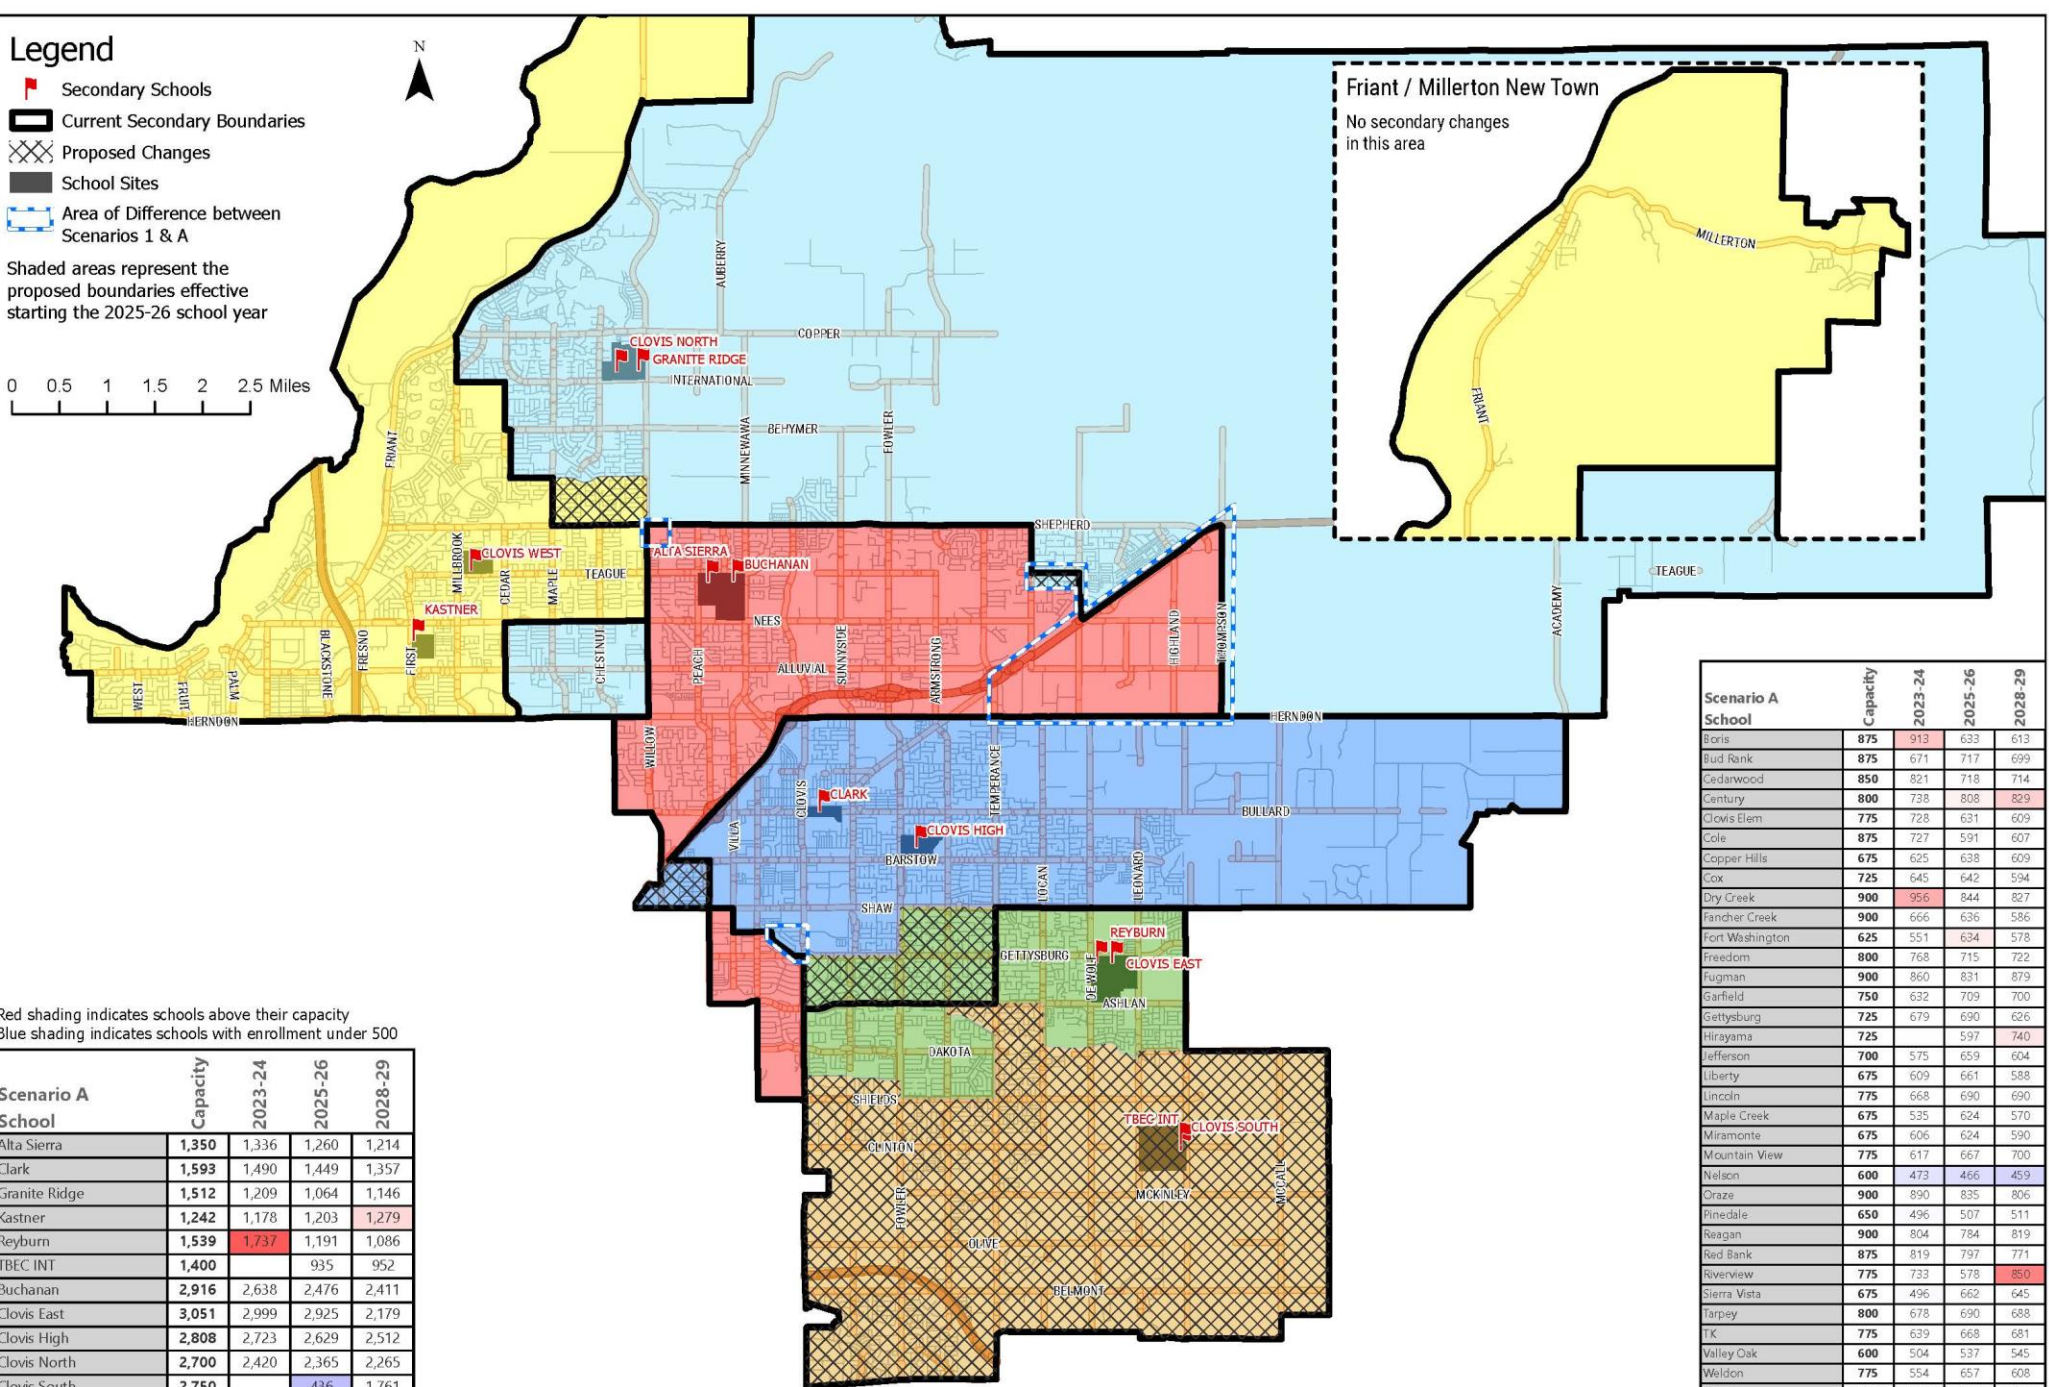 Legend
Secondary Schools
Current Secondary Boundaries
Proposed Changes
School Sites
Area of Difference between
Scenarios 1 & A
Shaded areas represent the
proposed boundaries effective
starting the 2025-26 school year
0 0.5 1 1.5 2 2.5 Miles
N
Friant / Millerton New Town
No secondary changes
in this area
MILLERTON
FRIANT
AUBERRY
COPPER
CLOVIS NORTH
GRANITE RIDGE
INTERNATIONAL
MINNEWAWA
BEHYMER
FOWLER
FRIANT
SHEPHERD
MILLBROOK
CLOVIS WEST
CEDAR
MAPLE
TEAGUE
ALTA SIERRA
BUCHANAN
TEAGUE
KASTNER
NEES
HIGHLAND
THOMPSON
ACADEMY
WEST
FRUIT
PALM
BLACKSTONE
FRESNO
FIRST
CHESTNUT
PEACH
ALLUVIAL
SUNNYSIDE
ARMSTRONG
HERNDON
HERNDON
WILLOW
TEMPERANCE
CLOVIS
CLARK
BULLARD
VILLA
CLOVIS HIGH
BARSTOW
LOCAN
LEONARD
SHAW
REYBURN
GETTYSBURG
DE WOLF
CLOVIS EAST
ASHLAN
DAKOTA
SHIELDS
TBEC INT
CLOVIS SOUTH
CLINTON
MCKINLEY
MCCALL
FOWLER
OLIVE
BELMONT
Red shading indicates schools above their capacity
Blue shading indicates schools with enrollment under 500
Scenario A
School Capacity 2023-24 2025-26 2028-29
Alta Sierra 1,350 1,336 1,260 1,214
Clark 1,593 1,490 1,449 1,357
Granite Ridge 1,512 1,209 1,064 1,146
Kastner 1,242 1,178 1,203 1,279
Reyburn 1,539 1,737 1,191 1,086
TBEC INT 1,400 935 952
Buchanan 2,916 2,638 2,476 2,411
Clovis East 3,051 2,999 2,925 2,179
Clovis High 2,808 2,723 2,629 2,512
Clovis North 2,700 2,420 2,365 2,265
Clovis South 2,750 436 1,761
Scenario A
School Capacity 2023-24 2025-26 2028-29
Boris 875 913 633 613
Bud Rank 875 671 717 699
Cedarwood 850 821 718 714
Century 800 738 808 829
Clovis Elem 775 728 631 609
Cole 875 727 591 607
Copper Hills 675 625 638 609
Cox 725 645 642 594
Dry Creek 900 956 844 827
Fancher Creek 900 666 636 586
Fort Washington 625 551 634 578
Freedom 800 768 715 722
Fugman 900 860 831 879
Garfield 750 632 709 700
Gettysburg 725 679 690 626
Hirayama 725 597 740
Jefferson 700 575 659 604
Liberty 675 609 661 588
Lincoln 775 668 690 690
Maple Creek 675 535 624 570
Miramonte 675 606 624 590
Mountain View 775 617 667 700
Nelson 600 473 466 459
Oraze 900 890 835 806
Pinedale 650 496 507 511
Reagan 900 804 784 819
Red Bank 875 819 797 771
Riverview 775 733 578 850
Sierra Vista 675 496 662 645
Tarpey 800 678 690 688
TK 775 639 668 681
Valley Oak 600 504 537 545
Weldon 775 554 657 608